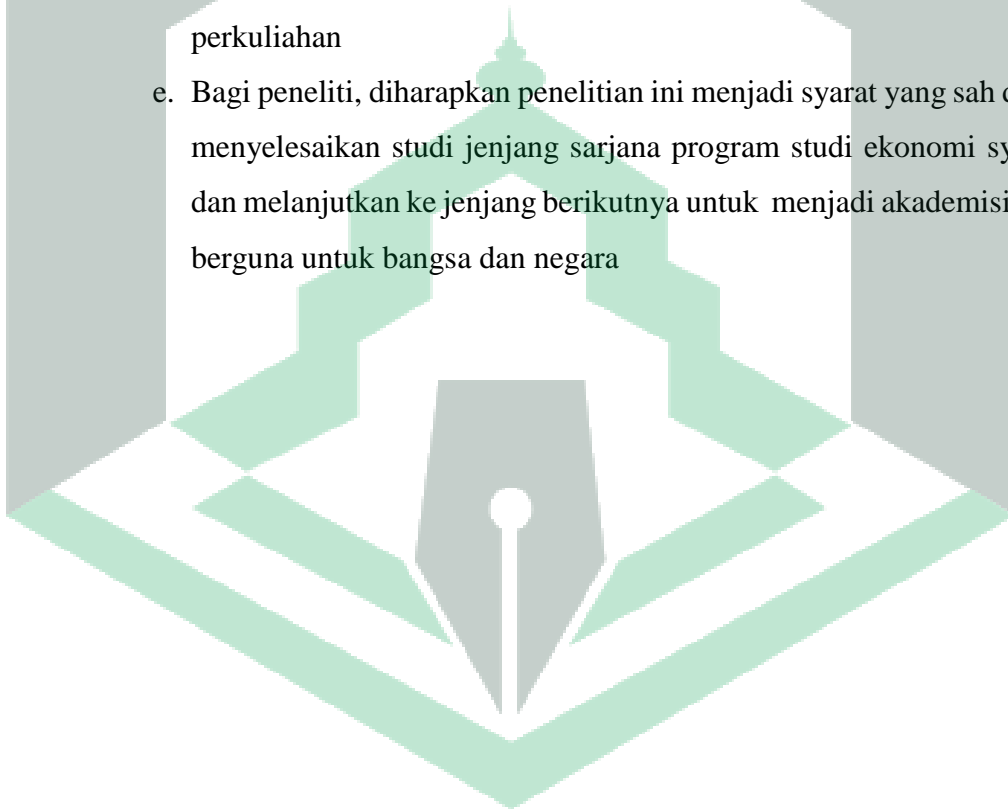 perkuliahan
e. Bagi peneliti, diharapkan penelitian ini menjadi syarat yang sah
menyelesaikan studi jenjang sarjana program studi ekonomi
dan melanjutkan ke jenjang berikutnya untuk menjadi akademisi
berguna untuk bangsa dan negara